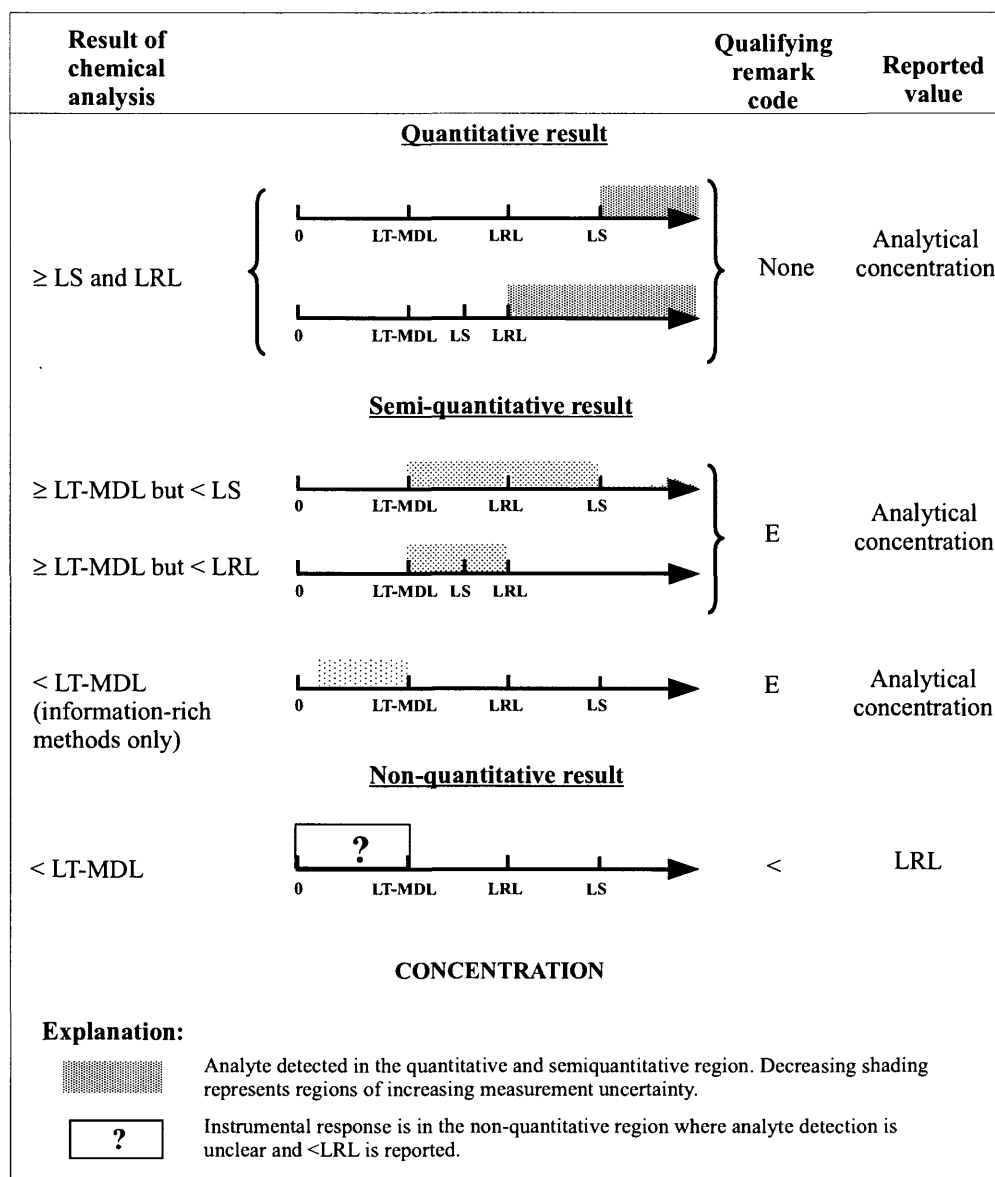 Result of chemical analysis
Qualifying remark code
Reported value
Quantitative result
≥ LS and LRL
0 LT-MDL LRL LS
0 LT-MDL LS LRL
None
Analytical concentration
Semi-quantitative result
≥ LT-MDL but < LS
0 LT-MDL LRL LS
≥ LT-MDL but < LRL
0 LT-MDL LS LRL
E
Analytical concentration
< LT-MDL
(information-rich
methods only)
0 LT-MDL LRL LS
E
Analytical concentration
Non-quantitative result
< LT-MDL
?
0 LT-MDL LRL LS
<
LRL
CONCENTRATION
Explanation:
Analyte detected in the quantitative and semiquantitative region. Decreasing shading
represents regions of increasing measurement uncertainty.
?
Instrumental response is in the non-quantitative region where analyte detection is
unclear and <LRL is reported.